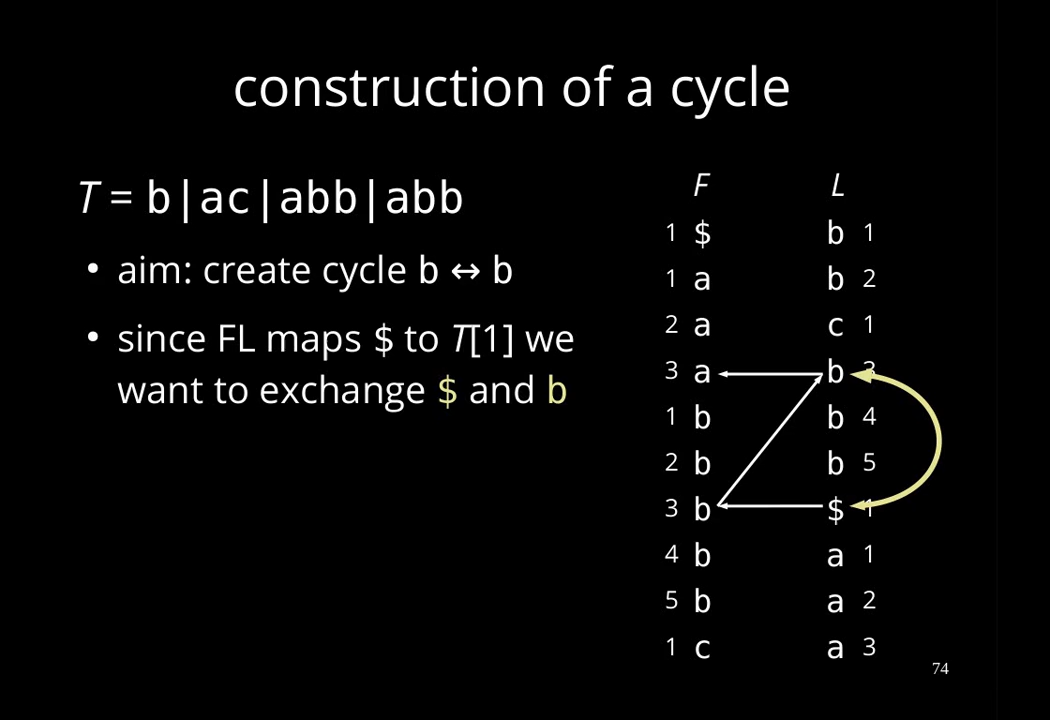 construction of a cycle
T = b|ac|abb|abb
• aim: create cycle b ↔ b
• since FL maps $ to T[1] we
want to exchange $ and b
F L
1 $ b 1
1 a b 2
2 a c 1
3 a b 3
1 b b 4
2 b b 5
3 b $ 1
4 b a 1
5 b a 2
1 c a 3
74